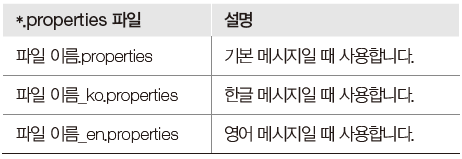 *.properties 파일 설명
파일 이름.properties 기본 메시지일 때 사용합니다.
파일 이름_ko.properties 한글 메시지일 때 사용합니다.
파일 이름_en.properties 영어 메시지일 때 사용합니다.